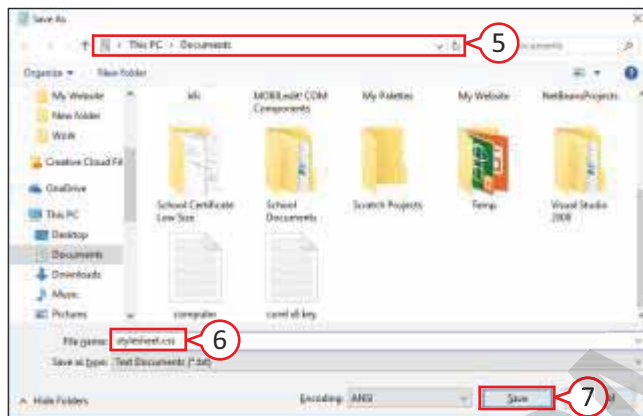 Save As
This PC > Documents
5
Organize
New folder
My Website
New folder
Work
Creative Cloud Fil
OneDrive
This PC
Desktop
Documents
Downloads
Music
Pictures
MOBILedit! COM Components
My Palettes
My Website
NetBeansProjects
School Certificate Low Size
School Documents
Scratch Projects
Temp
Visual Studio 2008
computer
corel x8 key
File name: stylesheet.css
6
Save as type: Text Documents (*.txt)
Hide Folders
Encoding: ANSI
Save
7